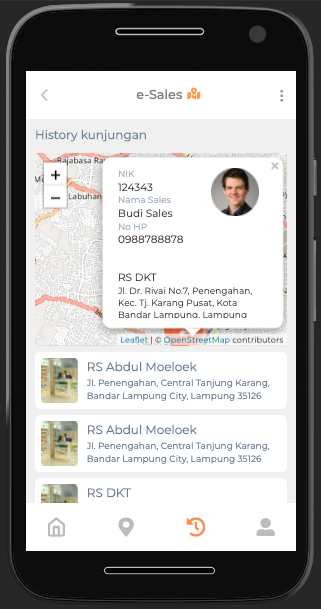 e-Sales
History kunjungan
Rajabasa Ra
Labuhan
+
−
×
NIK
124343
Nama Sales
Budi Sales
No HP
0988788878
RS DKT
Jl. Dr. Rivai No.7, Penengahan,
Kec. Tj. Karang Pusat, Kota
Bandar Lampung, Lampung
Leaflet | © OpenStreetMap contributors
RS Abdul Moeloek
Jl. Penengahan, Central Tanjung Karang,
Bandar Lampung City, Lampung 35126
RS Abdul Moeloek
Jl. Penengahan, Central Tanjung Karang,
Bandar Lampung City, Lampung 35126
RS DKT